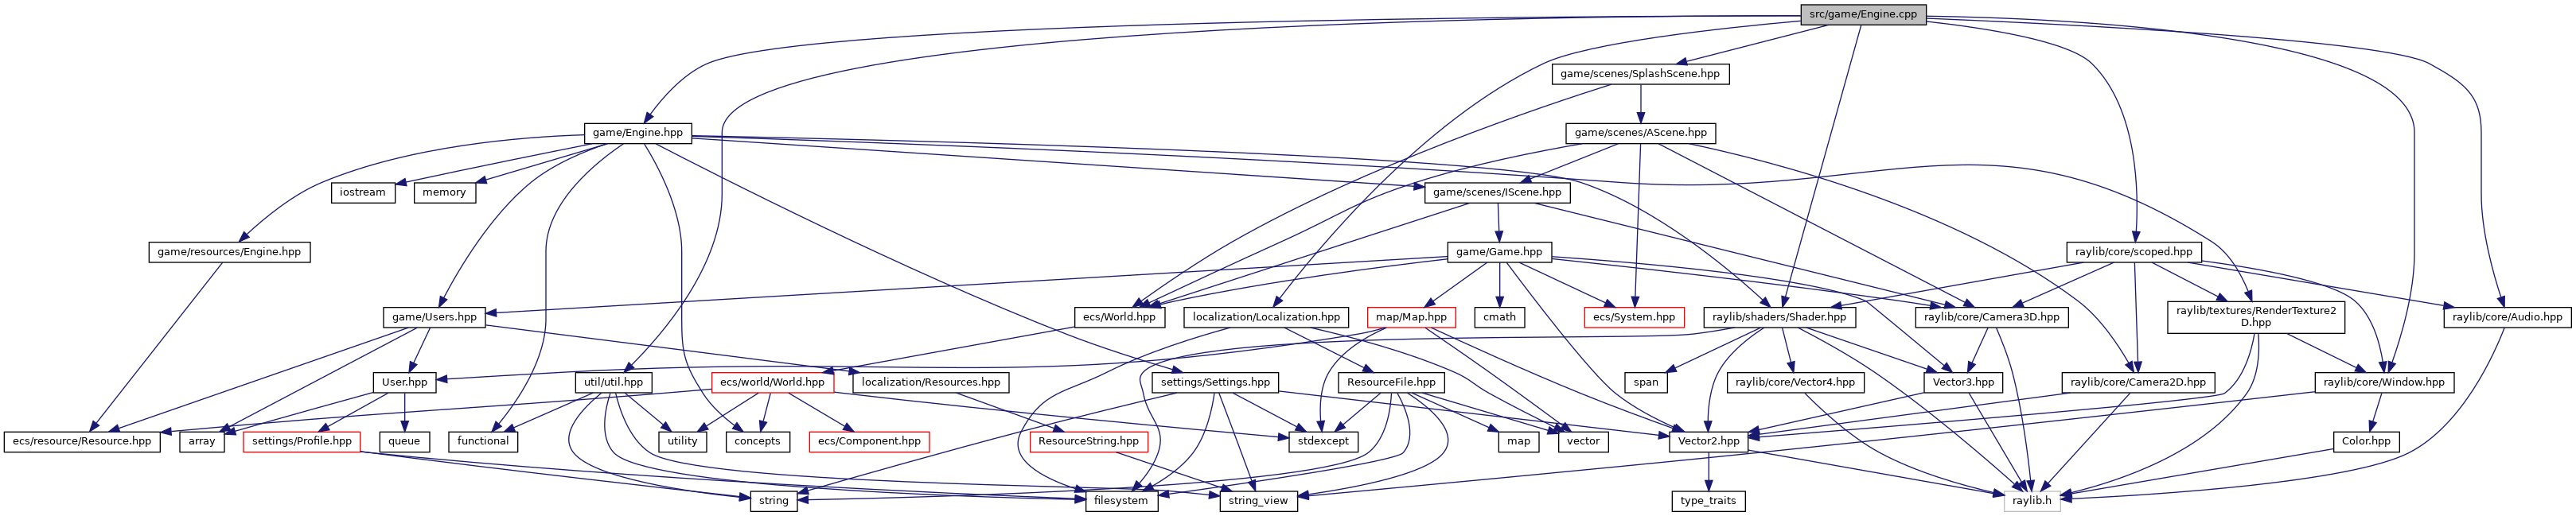 src/game/Engine.cpp
game/scenes/SplashScene.hpp
game/Engine.hpp
game/scenes/AScene.hpp
iostream
memory
game/scenes/IScene.hpp
game/resources/Engine.hpp
game/Game.hpp
raylib/core/scoped.hpp
game/Users.hpp
ecs/World.hpp
localization/Localization.hpp
map/Map.hpp
cmath
ecs/System.hpp
raylib/shaders/Shader.hpp
raylib/core/Camera3D.hpp
raylib/textures/RenderTexture2
D.hpp
raylib/core/Audio.hpp
User.hpp
util/util.hpp
ecs/world/World.hpp
localization/Resources.hpp
settings/Settings.hpp
ResourceFile.hpp
span
raylib/core/Vector4.hpp
Vector3.hpp
raylib/core/Camera2D.hpp
raylib/core/Window.hpp
ecs/resource/Resource.hpp
array
settings/Profile.hpp
queue
functional
utility
concepts
ecs/Component.hpp
ResourceString.hpp
stdexcept
map
vector
Vector2.hpp
Color.hpp
string
filesystem
string_view
type_traits
raylib.h